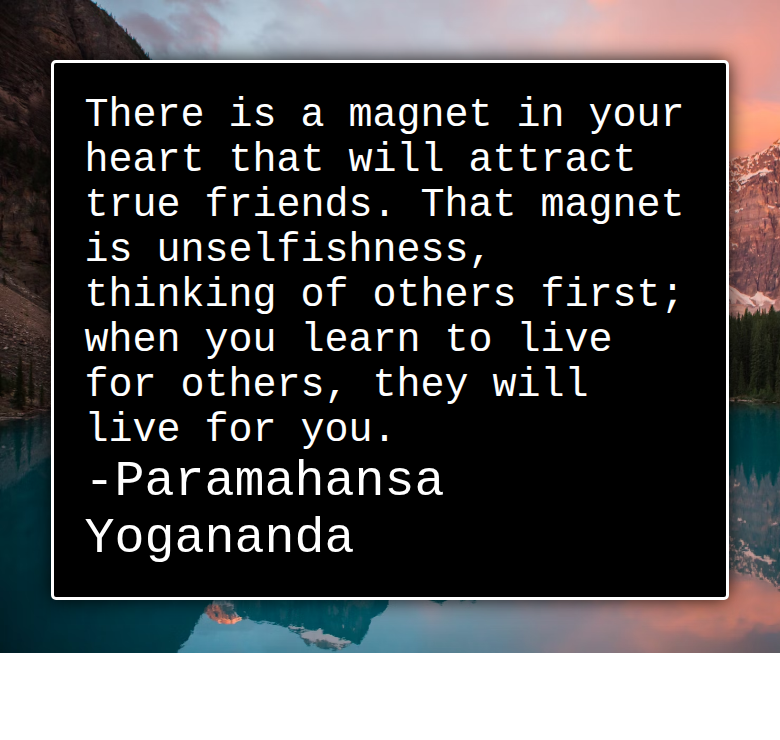 There is a magnet in your
heart that will attract
true friends. That magnet
is unselfishness,
thinking of others first;
when you learn to live
for others, they will
live for you.
-Paramahansa
Yogananda